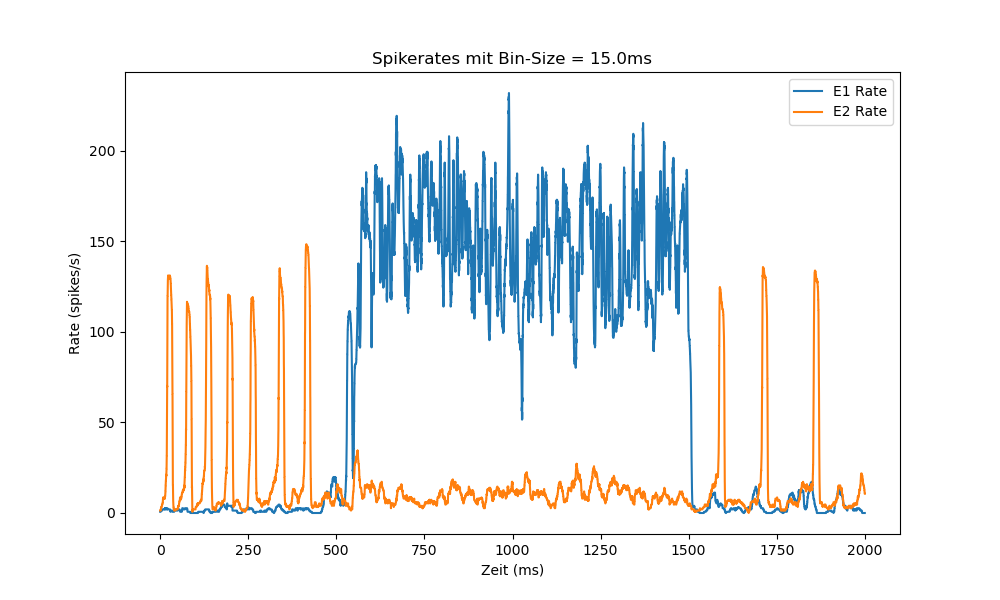 Spikerates mit Bin-Size = 15.0ms
E1 Rate
E2 Rate
Rate (spikes/s)
200
150
100
50
0
0 250 500 750 1000 1250 1500 1750 2000
Zeit (ms)